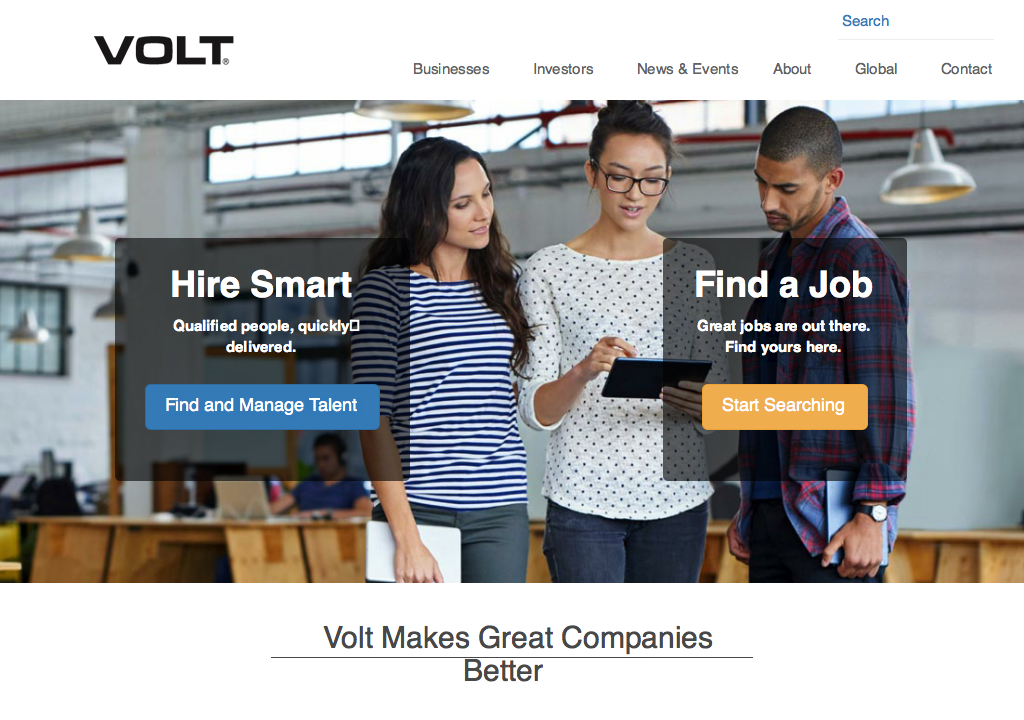 Search
VOLT®
Businesses Investors News & Events About Global Contact
Hire Smart
Qualified people, quickly▯
delivered.
Find and Manage Talent
Find a Job
Great jobs are out there.
Find yours here.
Start Searching
Volt Makes Great Companies
Better